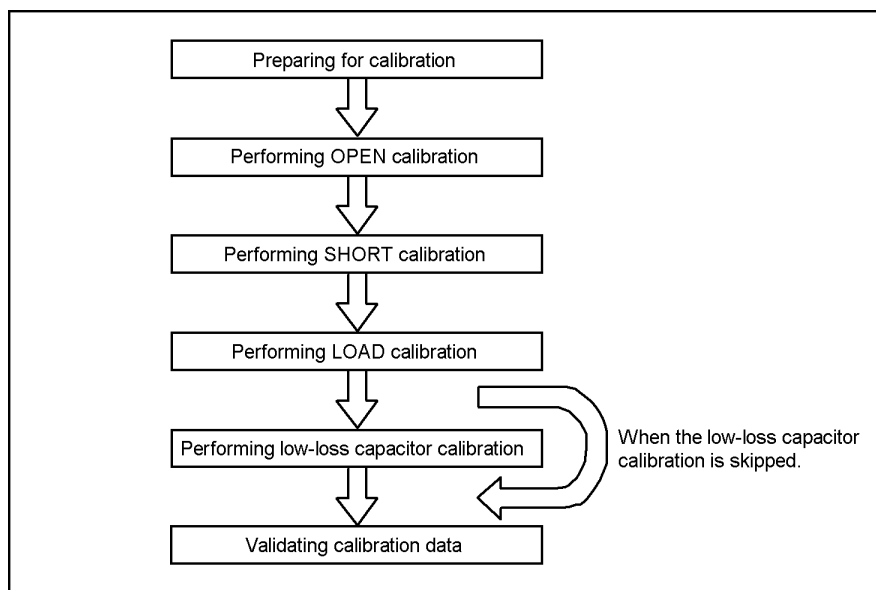 Preparing for calibration
Performing OPEN calibration
Performing SHORT calibration
Performing LOAD calibration
Performing low-loss capacitor calibration
When the low-loss capacitor
calibration is skipped.
Validating calibration data